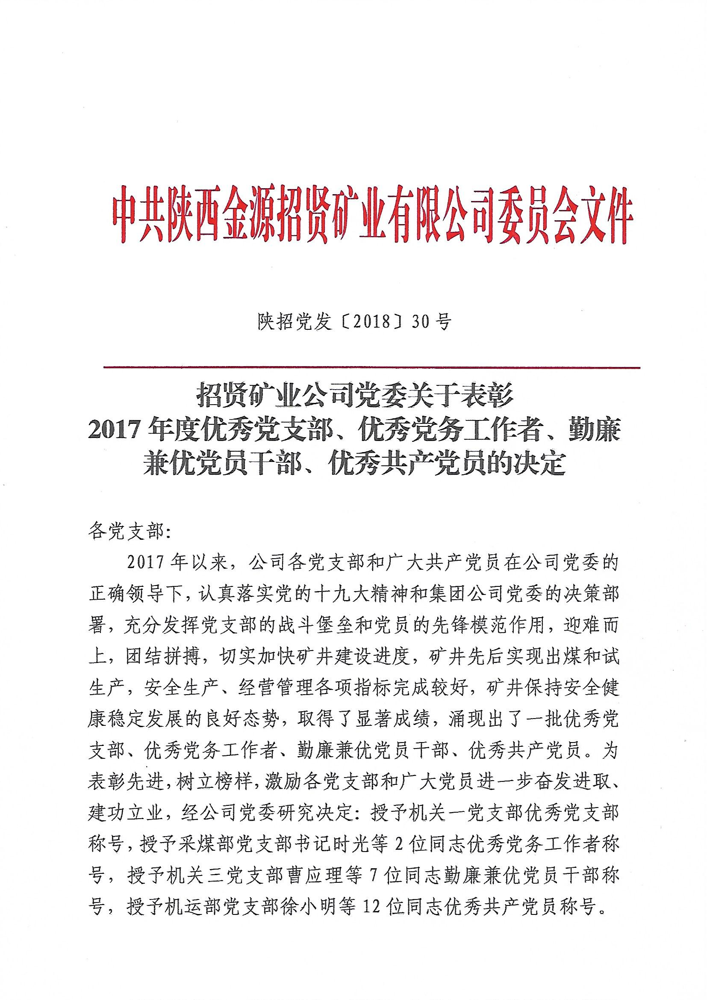 中共陕西金源招贤矿业有限公司委员会文件
陕招党发〔2018〕30 号
招贤矿业公司党委关于表彰
2017 年度优秀党支部、优秀党务工作者、勤廉
兼优党员干部、优秀共产党员的决定
各党支部：
2017 年以来，公司各党支部和广大共产党员在公司党委的
正确领导下，认真落实党的十九大精神和集团公司党委的决策部
署，充分发挥党支部的战斗堡垒和党员的先锋模范作用，迎难而
上，团结拼搏，切实加快矿井建设进度，矿井先后实现出煤和试
生产，安全生产、经营管理各项指标完成较好，矿井保持安全健
康稳定发展的良好态势，取得了显著成绩，涌现出了一批优秀党
支部、优秀党务工作者、勤廉兼优党员干部、优秀共产党员。为
表彰先进，树立榜样，激励各党支部和广大党员进一步奋发进取、
建功立业，经公司党委研究决定：授予机关一党支部优秀党支部
称号，授予采煤部党支部书记时光等 2 位同志优秀党务工作者称
号，授予机关三党支部曹应理等 7 位同志勤廉兼优党员干部称
号，授予机运部党支部徐小明等 12 位同志优秀共产党员称号。